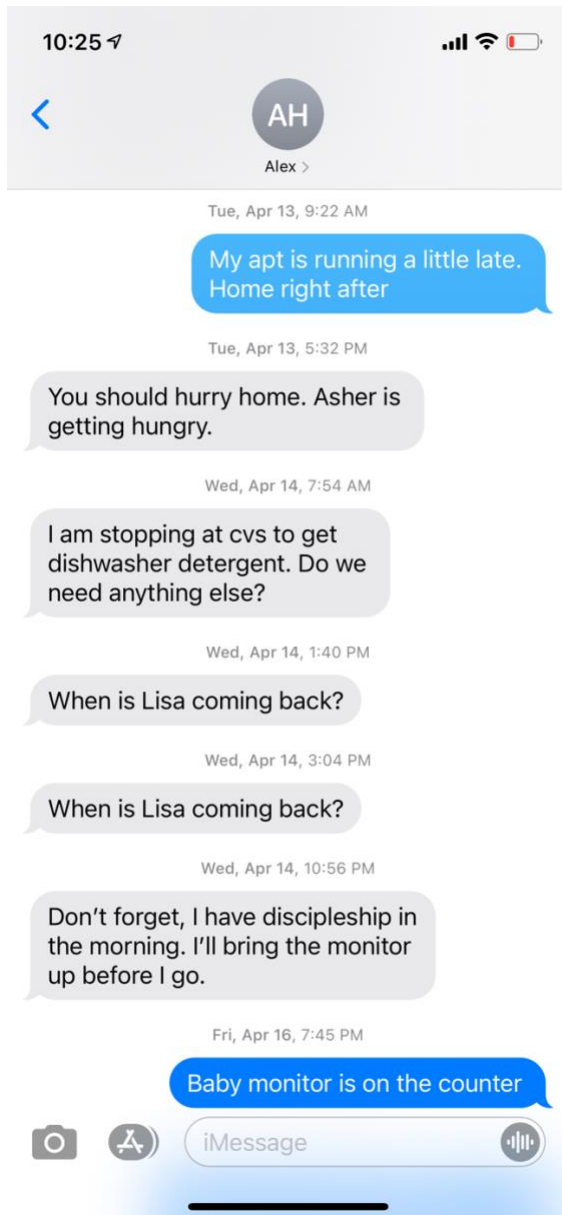 10:25
AH
Alex
Tue, Apr 13, 9:22 AM
My apt is running a little late.
Home right after
Tue, Apr 13, 5:32 PM
You should hurry home. Asher is
getting hungry.
Wed, Apr 14, 7:54 AM
I am stopping at cvs to get
dishwasher detergent. Do we
need anything else?
Wed, Apr 14, 1:40 PM
When is Lisa coming back?
Wed, Apr 14, 3:04 PM
When is Lisa coming back?
Wed, Apr 14, 10:56 PM
Don’t forget, I have discipleship in
the morning. I’ll bring the monitor
up before I go.
Fri, Apr 16, 7:45 PM
Baby monitor is on the counter
iMessage